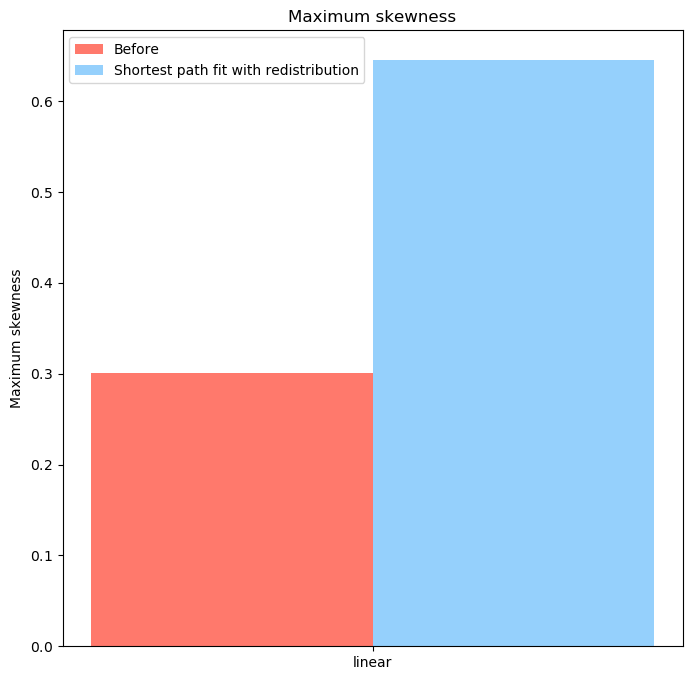 Maximum skewness
Before
Shortest path fit with redistribution
Maximum skewness
0.6
0.5
0.4
0.3
0.2
0.1
0.0
linear